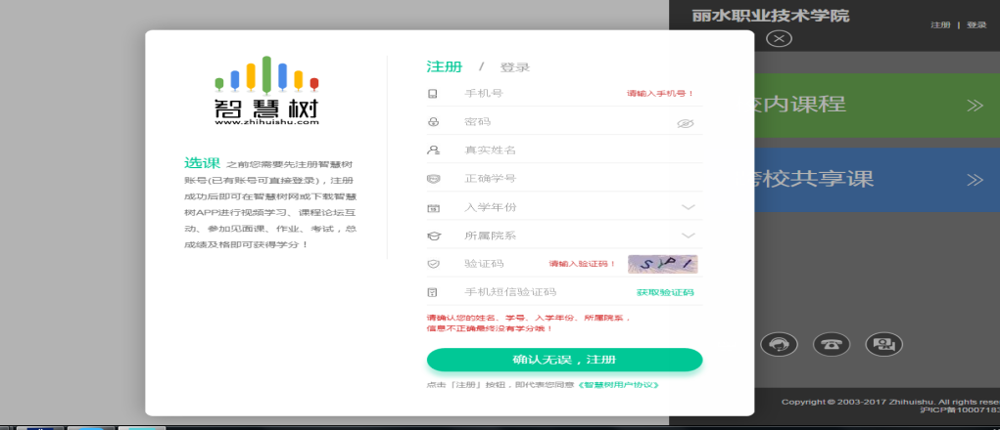 丽水职业技术学院
注册 | 登录
智慧树
www.zhihuishu.com
选课 之前您需要先注册智慧树
账号(已有账号可直接登录)，注册
成功后即可在智慧树网或下载智慧
树APP进行视频学习、课程论坛互
动、参加见面课、作业、考试，总
成绩及格即可获得学分！
注册 / 登录
手机号 请输入手机号！
密码
真实姓名
正确学号
入学年份
所属院系
验证码 请输入验证码！ SYPI
手机短信验证码 获取验证码
请确认您的姓名、学号、入学年份、所属院系，
信息不正确最终没有学分哦！
确认无误，注册
点击「注册」按钮，即代表您同意《智慧树用户协议》
校内课程
跨校共享课
Copyright © 2003-2017 Zhihuishu. All rights rese
沪ICP备10007183